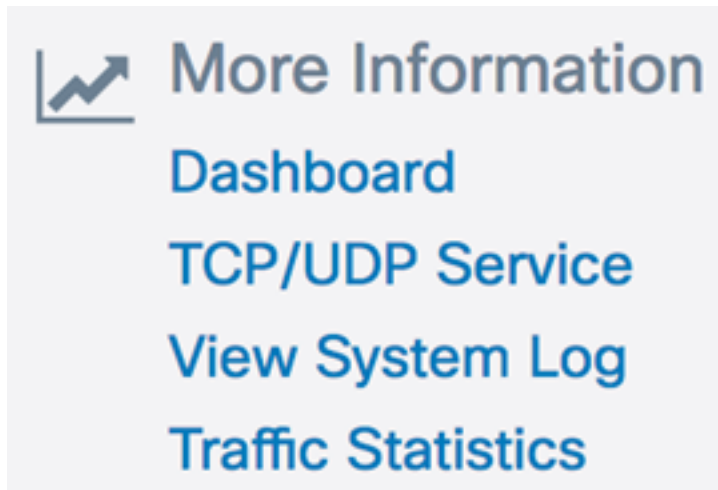 More Information
Dashboard
TCP/UDP Service
View System Log
Traffic Statistics